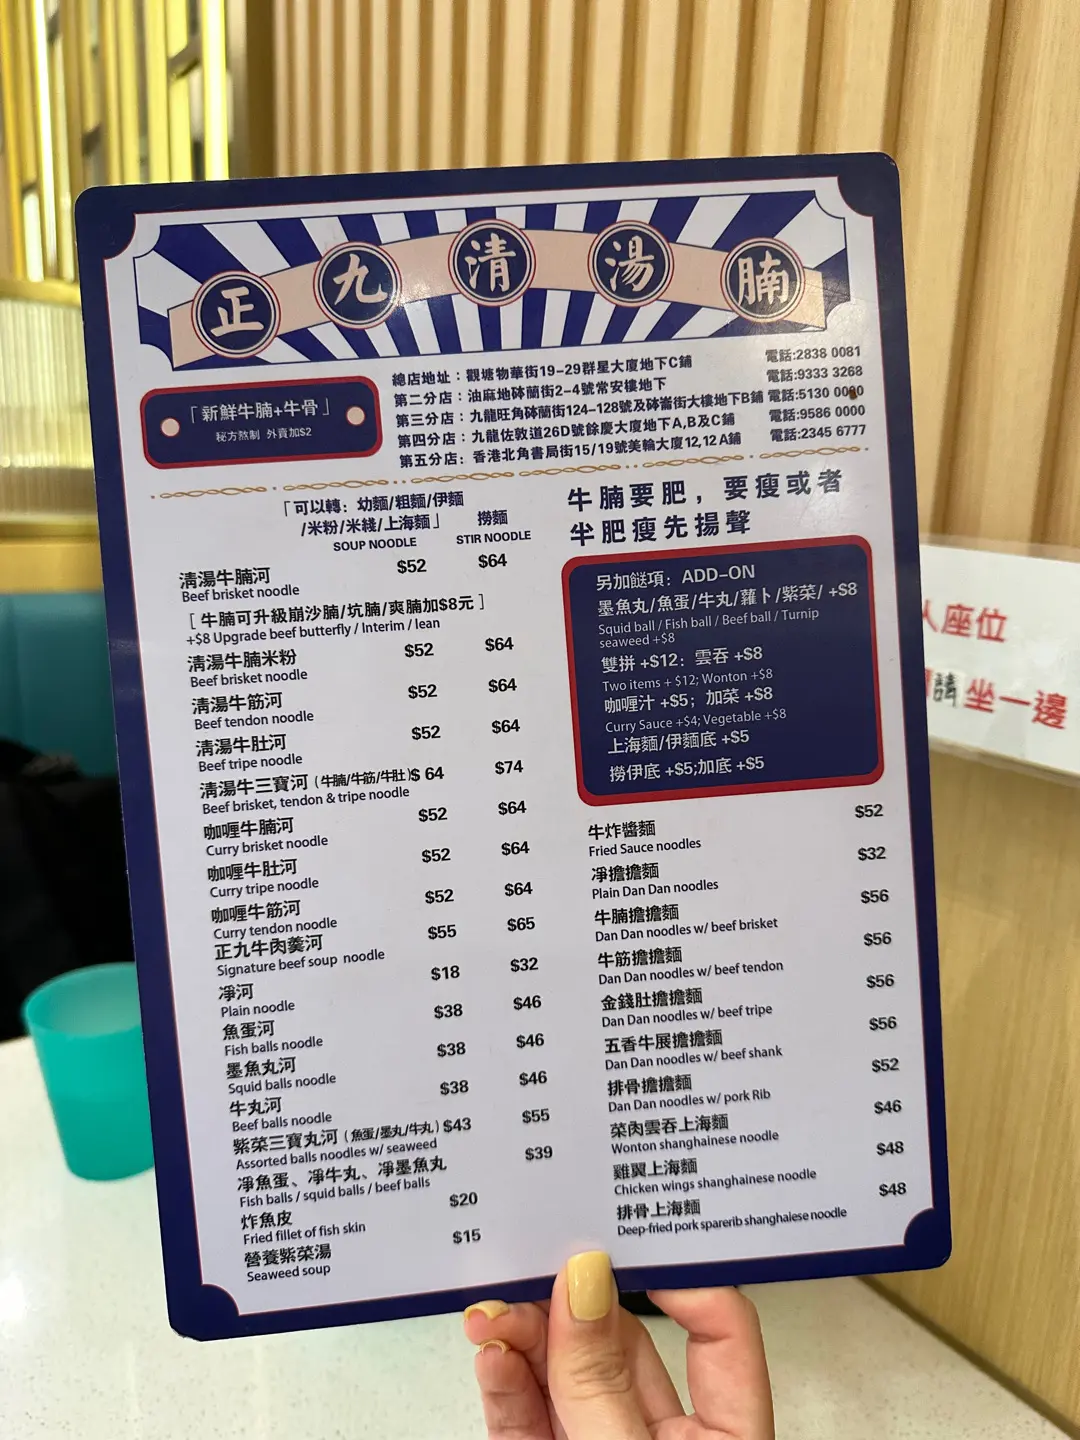 正九清湯腩
「新鮮牛腩+牛骨」
秘方熬制 外賣加$2
總店地址：觀塘物華街19-29群星大廈地下C鋪 電話:2838 0081
第二分店：油麻地砵蘭街2-4號常安樓地下 電話:9333 3268
第三分店：九龍旺角砵蘭街124-128號及砵崙街大樓地下B鋪 電話:5130 0000
第四分店：九龍佐敦道26D號餘慶大廈地下A,B及C鋪 電話:9586 0000
第五分店：香港北角書局街15/19號美輪大廈12,12A鋪 電話:2345 6777
「可以轉：幼麵/粗麵/伊麵
/米粉/米綫/上海麵」 撈麵
SOUP NOODLE STIR NOODLE
清湯牛腩河 $52 $64
Beef brisket noodle
[ 牛腩可升級崩沙腩/坑腩/爽腩加$8元 ]
+$8 Upgrade beef butterfly / Interim / lean
清湯牛腩米粉 $52 $64
Beef brisket noodle
清湯牛筋河 $52 $64
Beef tendon noodle
清湯牛肚河 $52 $64
Beef tripe noodle
清湯牛三寶河 (牛腩/牛筋/牛肚) $ 64 $74
Beef brisket, tendon & tripe noodle
咖喱牛腩河 $52 $64
Curry brisket noodle
咖喱牛肚河 $52 $64
Curry tripe noodle
咖喱牛筋河 $52 $64
Curry tendon noodle
正九牛肉羹河 $55 $65
Signature beef soup noodle
淨河 $18 $32
Plain noodle
魚蛋河 $38 $46
Fish balls noodle
墨魚丸河 $38 $46
Squid balls noodle
牛丸河 $38 $46
Beef balls noodle
紫菜三寶丸河 (魚蛋/墨丸/牛丸) $43 $55
Assorted balls noodles w/ seaweed
淨魚蛋、淨牛丸、淨墨魚丸 $39
Fish balls / squid balls / beef balls
炸魚皮 $20
Fried fillet of fish skin
營養紫菜湯 $15
Seaweed soup
牛腩要肥，要瘦或者
半肥瘦先揚聲
另加餸項：ADD-ON
墨魚丸/魚蛋/牛丸/蘿卜/紫菜/ +$8
Squid ball / Fish ball / Beef ball / Turnip
seaweed +$8
雙拼 +$12；雲吞 +$8
Two items + $12; Wonton +$8
咖喱汁 +$5；加菜 +$8
Curry Sauce +$4; Vegetable +$8
上海麵/伊麵底 +$5
撈伊底 +$5;加底 +$5
牛炸醬麵 $52
Fried Sauce noodles
淨擔擔麵 $32
Plain Dan Dan noodles
牛腩擔擔麵 $56
Dan Dan noodles w/ beef brisket
牛筋擔擔麵 $56
Dan Dan noodles w/ beef tendon
金錢肚擔擔麵 $56
Dan Dan noodles w/ beef tripe
五香牛展擔擔麵 $56
Dan Dan noodles w/ beef shank
排骨擔擔麵 $52
Dan Dan noodles w/ pork Rib
菜肉雲吞上海麵 $46
Wonton shanghainese noodle
雞翼上海麵 $48
Chicken wings shanghainese noodle
排骨上海麵 $48
Deep-fried pork sparerib shanghaiese noodle
人座位
請坐一邊